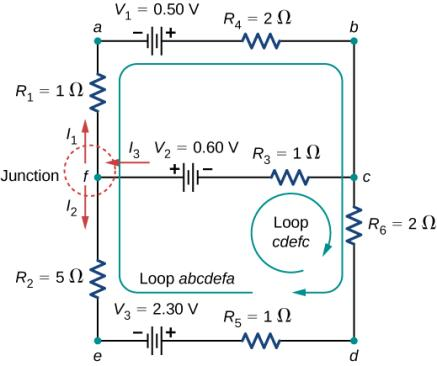 V₁ = 0.50 V
R₄ = 2 Ω
a
b
− +
R₁ = 1 Ω
I₁
I₃
V₂ = 0.60 V
R₃ = 1 Ω
+ −
Junction
f
c
I₂
Loop
cdefc
R₆ = 2 Ω
R₂ = 5 Ω
Loop abcdefa
V₃ = 2.30 V
R₅ = 1 Ω
− +
e
d